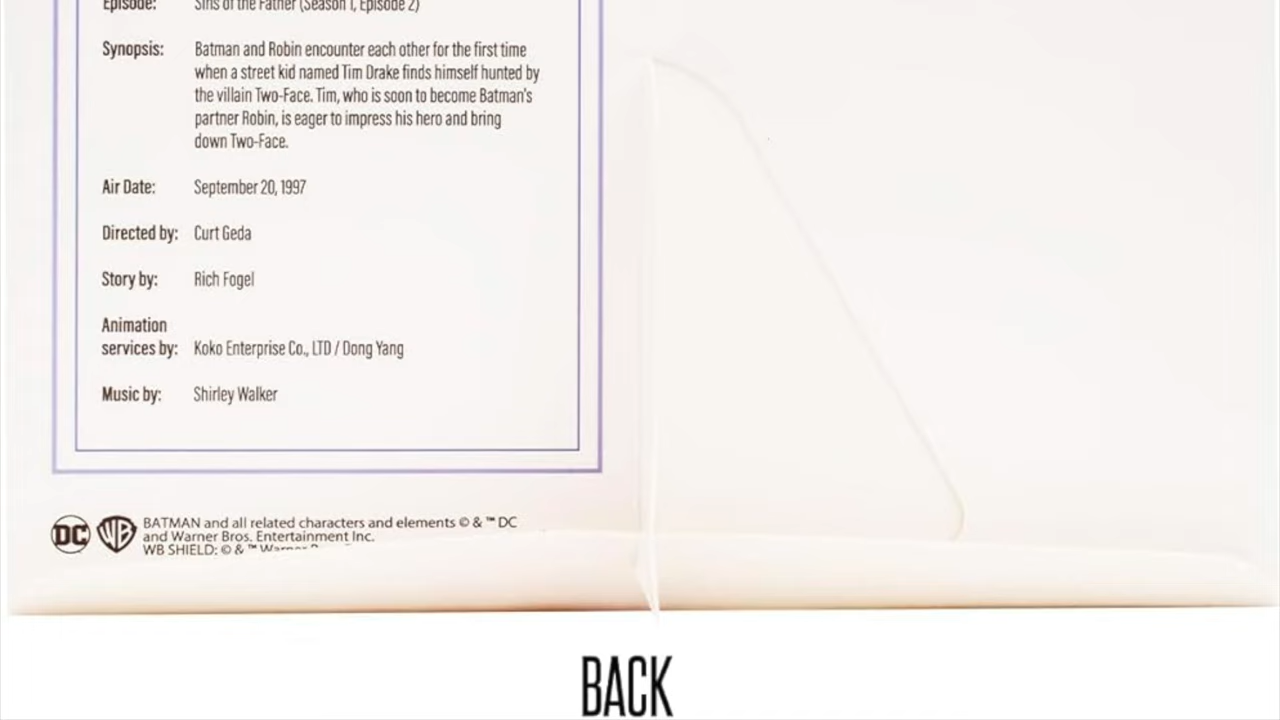 Episode: Sins of the Father (Season 1, Episode 2)
Synopsis: Batman and Robin encounter each other for the first time
when a street kid named Tim Drake finds himself hunted by
the villain Two-Face. Tim, who is soon to become Batman's
partner Robin, is eager to impress his hero and bring
down Two-Face.
Air Date: September 20, 1997
Directed by: Curt Geda
Story by: Rich Fogel
Animation
services by: Koko Enterprise Co., LTD / Dong Yang
Music by: Shirley Walker
DC WB BATMAN and all related characters and elements © & ™ DC
and Warner Bros. Entertainment Inc.
WB SHIELD: © & ™
BACK